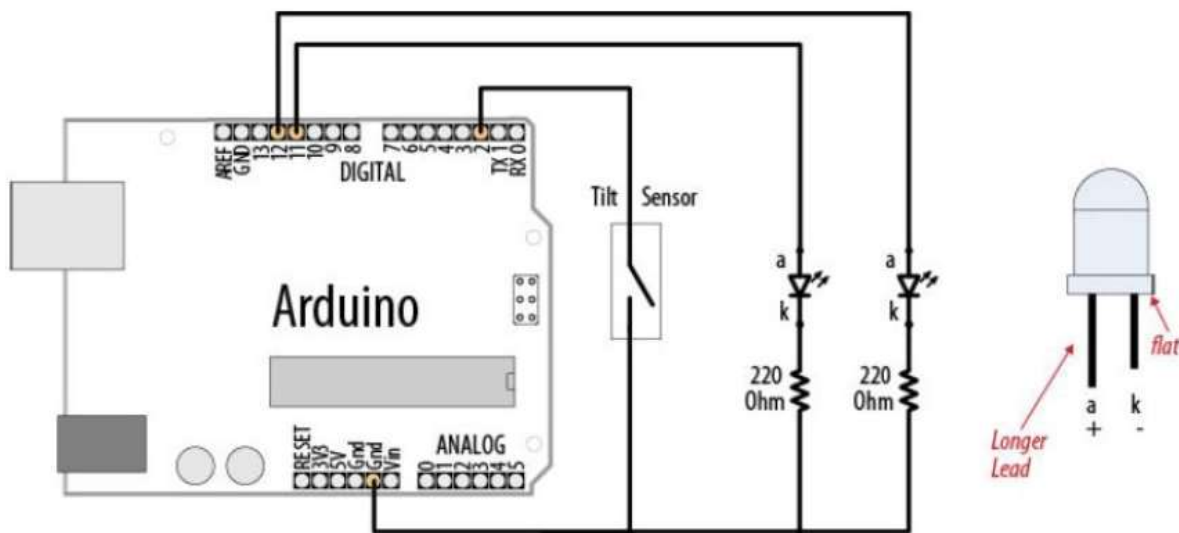 AREF
GND
13
12
11
10
9
8
7
6
5
4
3
2
TX 1
RX 0
DIGITAL
Tilt Sensor
Arduino
a
k
220
Ohm
a
k
220
Ohm
RESET
3V3
5V
Gnd
Gnd
Vin
ANALOG
0
1
2
3
4
5
flat
Longer
Lead
a
+
k
-